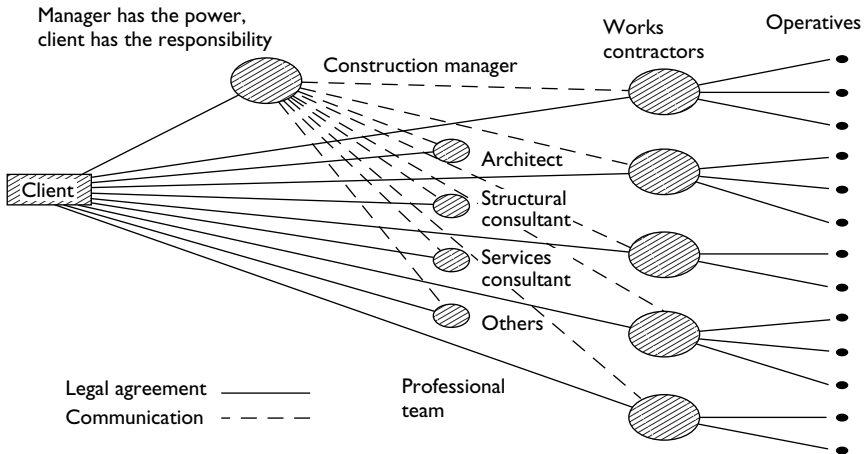 Manager has the power,
client has the responsibility
Construction manager
Works
contractors
Operatives
Client
Architect
Structural
consultant
Services
consultant
Others
Professional
team
Legal agreement
Communication